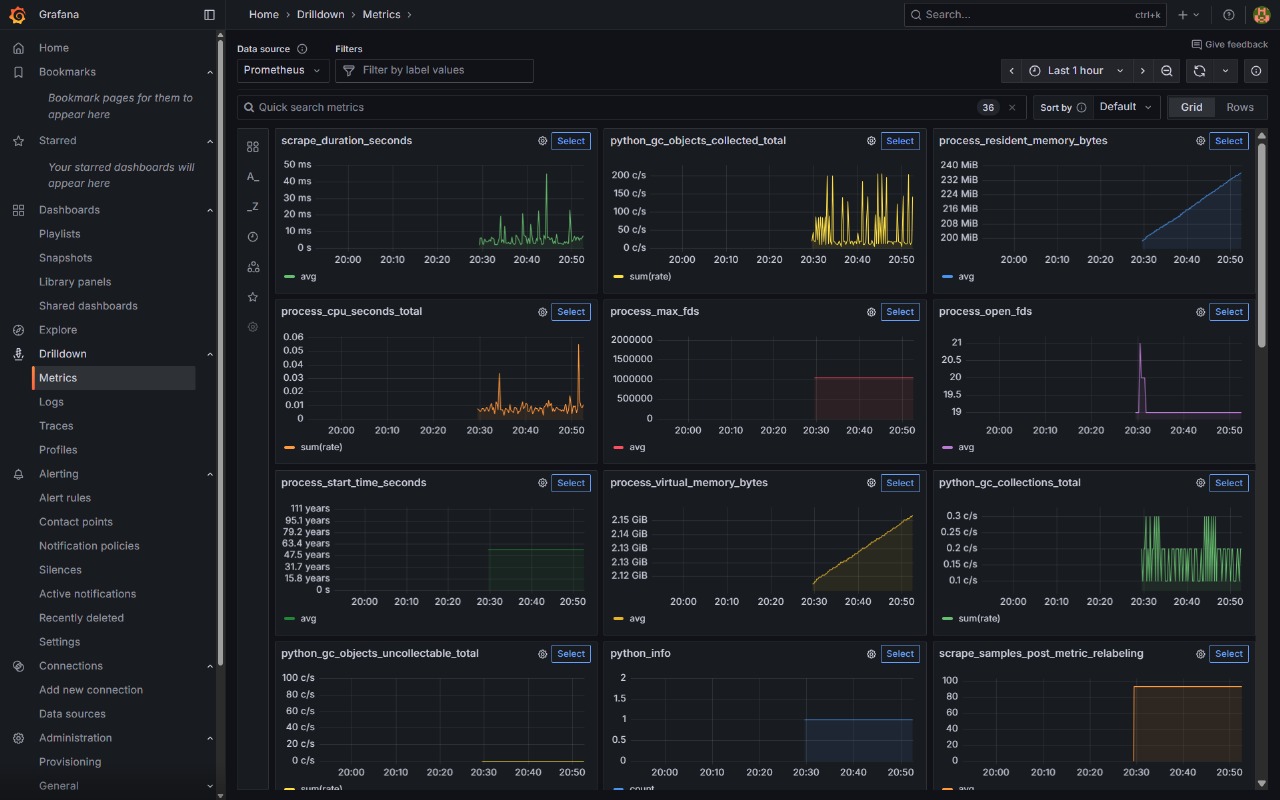 Grafana
Home
Bookmarks
Bookmark pages for them to
appear here
Starred
Your starred dashboards will
appear here
Dashboards
Playlists
Snapshots
Library panels
Shared dashboards
Explore
Drilldown
Metrics
Logs
Traces
Profiles
Alerting
Alert rules
Contact points
Notification policies
Silences
Active notifications
Recently deleted
Settings
Connections
Add new connection
Data sources
Administration
Provisioning
General
Home › Drilldown › Metrics ›
Search... ctrl+k
Give feedback
Data source Filters
Prometheus Filter by label values
Last 1 hour
Quick search metrics 36
Sort by Default Grid Rows
scrape_duration_seconds Select
50 ms
40 ms
30 ms
20 ms
10 ms
0 s
20:00 20:10 20:20 20:30 20:40 20:50
avg
python_gc_objects_collected_total Select
200 c/s
150 c/s
100 c/s
50 c/s
0 c/s
20:00 20:10 20:20 20:30 20:40 20:50
sum(rate)
process_resident_memory_bytes Select
240 MiB
232 MiB
224 MiB
216 MiB
208 MiB
200 MiB
20:00 20:10 20:20 20:30 20:40 20:50
avg
process_cpu_seconds_total Select
0.06
0.05
0.04
0.03
0.02
0.01
0
20:00 20:10 20:20 20:30 20:40 20:50
sum(rate)
process_max_fds Select
2000000
1500000
1000000
500000
0
20:00 20:10 20:20 20:30 20:40 20:50
avg
process_open_fds Select
21
20.5
20
19.5
19
20:00 20:10 20:20 20:30 20:40 20:50
avg
process_start_time_seconds Select
111 years
95.1 years
79.2 years
63.4 years
47.5 years
31.7 years
15.8 years
0 s
20:00 20:10 20:20 20:30 20:40 20:50
avg
process_virtual_memory_bytes Select
2.15 GiB
2.14 GiB
2.13 GiB
2.13 GiB
2.12 GiB
20:00 20:10 20:20 20:30 20:40 20:50
avg
python_gc_collections_total Select
0.3 c/s
0.25 c/s
0.2 c/s
0.15 c/s
0.1 c/s
20:00 20:10 20:20 20:30 20:40 20:50
sum(rate)
python_gc_objects_uncollectable_total Select
100 c/s
80 c/s
60 c/s
40 c/s
20 c/s
0 c/s
20:00 20:10 20:20 20:30 20:40 20:50
sum(rate)
python_info Select
2
1.5
1
0.5
0
20:00 20:10 20:20 20:30 20:40 20:50
count
scrape_samples_post_metric_relabeling Select
100
80
60
40
20
0
20:00 20:10 20:20 20:30 20:40 20:50
avg